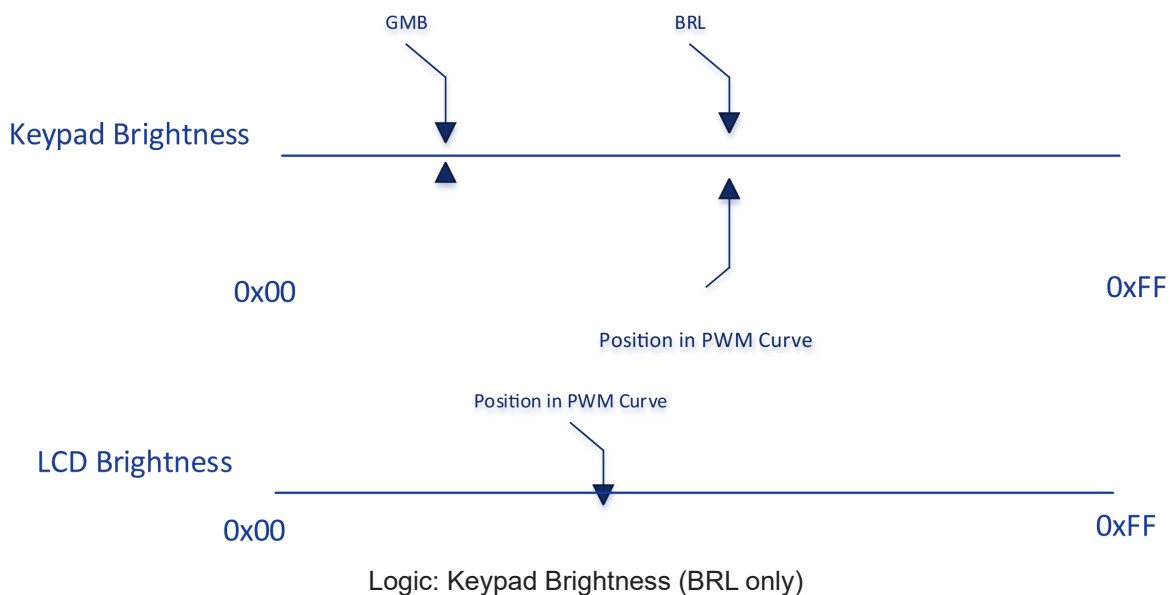 GMB
BRL
Keypad Brightness
0x00
0xFF
Position in PWM Curve
Position in PWM Curve
LCD Brightness
0x00
0xFF
Logic: Keypad Brightness (BRL only)